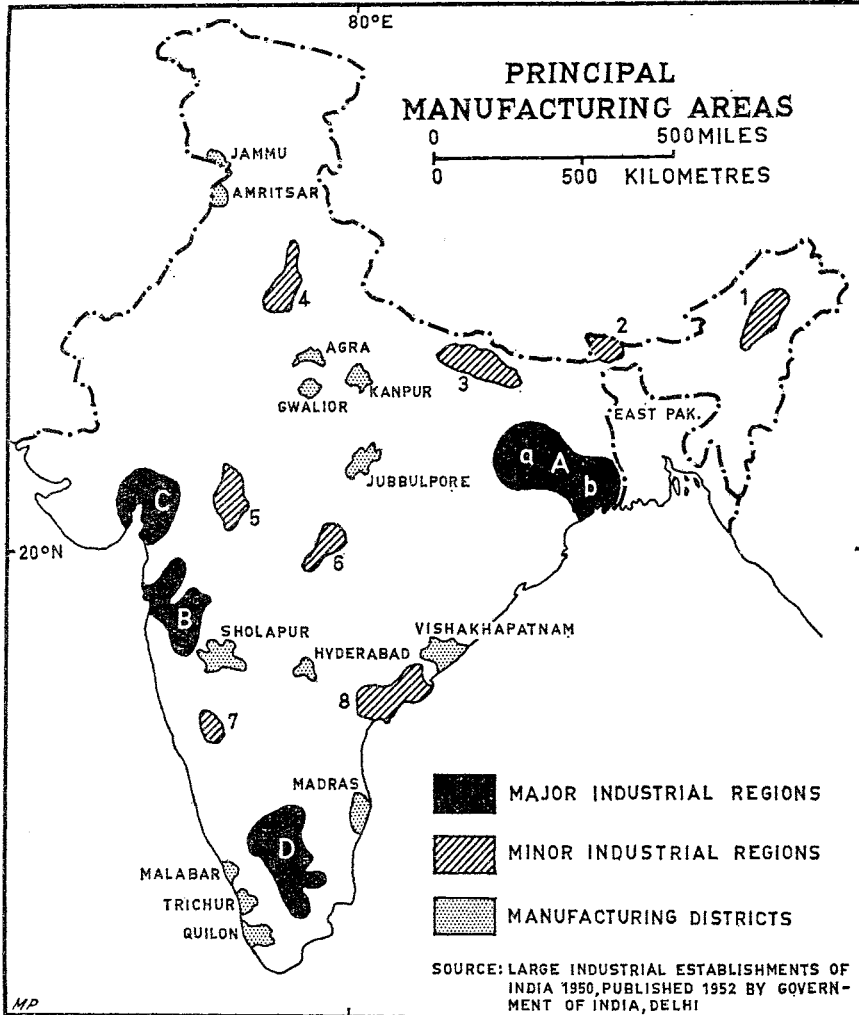 80°E
PRINCIPAL
MANUFACTURING AREAS
0 500 MILES
0 500 KILOMETRES
JAMMU
AMRITSAR
4
1
2
AGRA
3
KANPUR
GWALIOR
EAST PAK.
a A b
JUBBULPORE
C
5
20°N
6
B
SHOLAPUR
VISHAKHAPATNAM
HYDERABAD
8
7
MADRAS
MAJOR INDUSTRIAL REGIONS
D
MINOR INDUSTRIAL REGIONS
MALABAR
TRICHUR
MANUFACTURING DISTRICTS
QUILON
SOURCE: LARGE INDUSTRIAL ESTABLISHMENTS OF
INDIA 1950, PUBLISHED 1952 BY GOVERN-
MENT OF INDIA, DELHI
MP